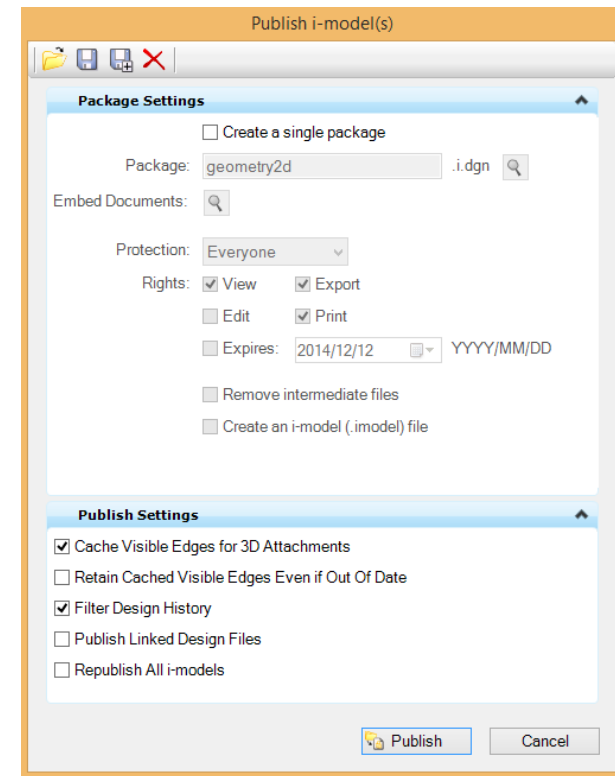 Publish i-model(s)
Package Settings
Create a single package
Package: geometry2d .i.dgn
Embed Documents:
Protection: Everyone
Rights: View Export
Edit Print
Expires: 2014/12/12 YYYY/MM/DD
Remove intermediate files
Create an i-model (.imodel) file
Publish Settings
Cache Visible Edges for 3D Attachments
Retain Cached Visible Edges Even if Out Of Date
Filter Design History
Publish Linked Design Files
Republish All i-models
Publish Cancel